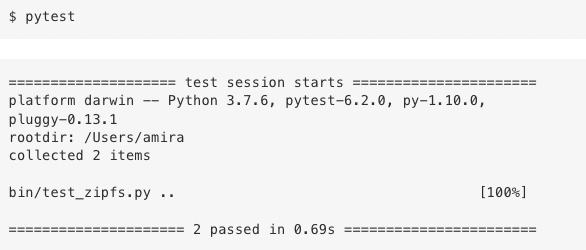 $ pytest
==================== test session starts ======================
platform darwin -- Python 3.7.6, pytest-6.2.0, py-1.10.0,
pluggy-0.13.1
rootdir: /Users/amira
collected 2 items
bin/test_zipfs.py ..                                     [100%]
===================== 2 passed in 0.69s =======================